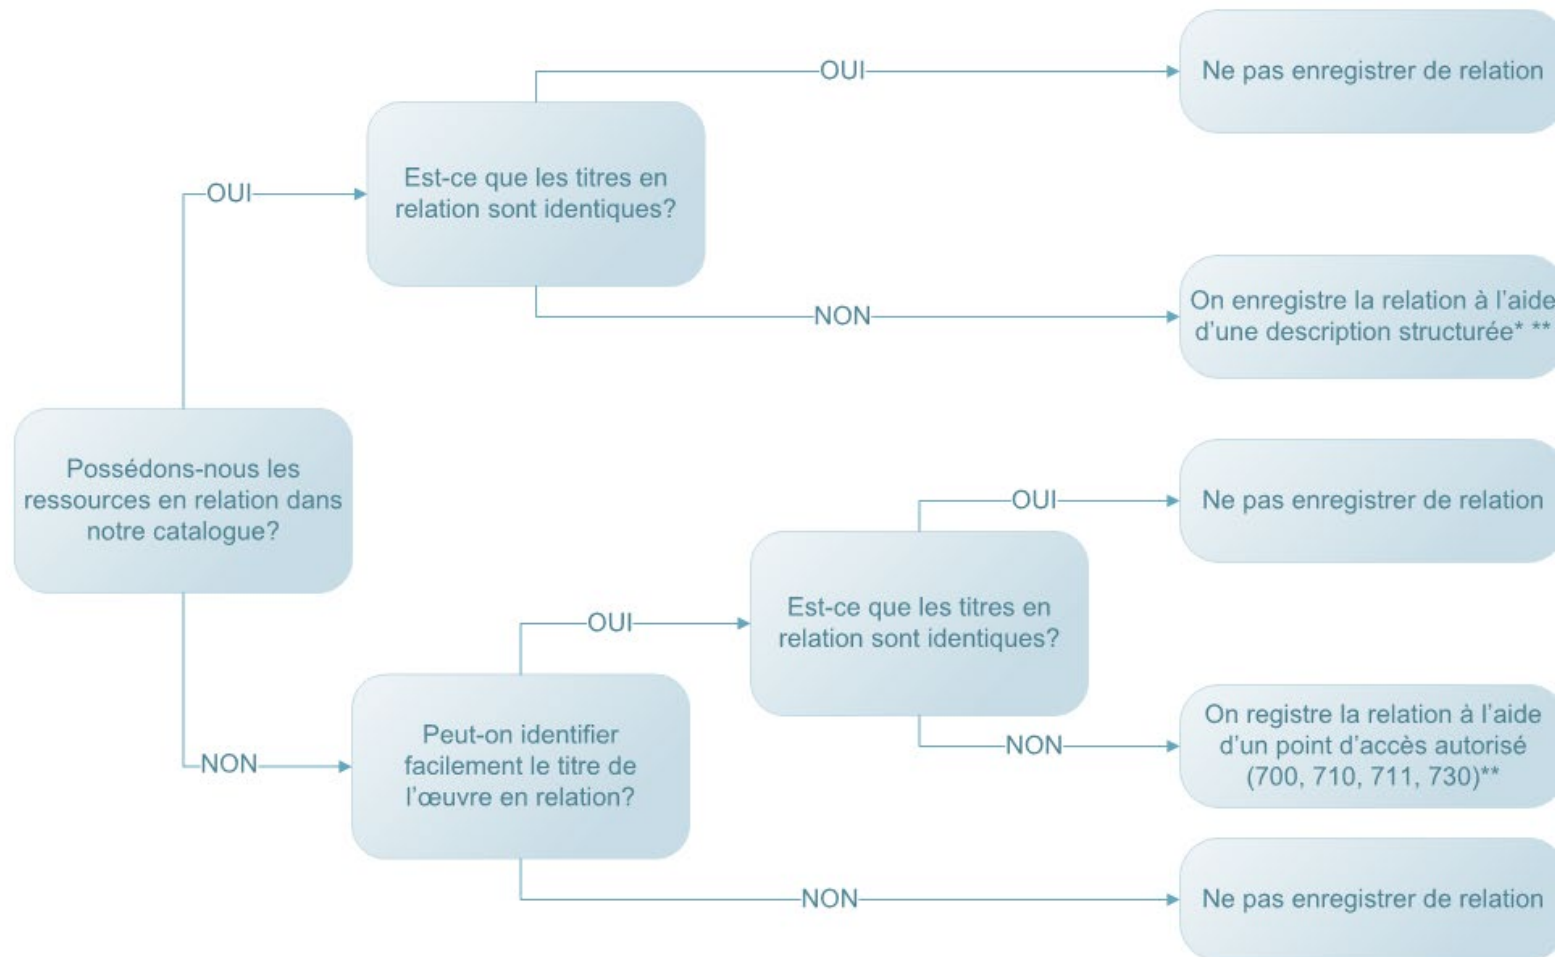 OUI
Ne pas enregistrer de relation
Est-ce que les titres en
relation sont identiques?
OUI
NON
On enregistre la relation à l'aide
d'une description structurée* **
Possédons-nous les
ressources en relation dans
notre catalogue?
OUI
Ne pas enregistrer de relation
Est-ce que les titres en
relation sont identiques?
OUI
NON
On registre la relation à l'aide
d'un point d'accès autorisé
(700, 710, 711, 730)**
Peut-on identifier
facilement le titre de
l'œuvre en relation?
NON
NON
Ne pas enregistrer de relation